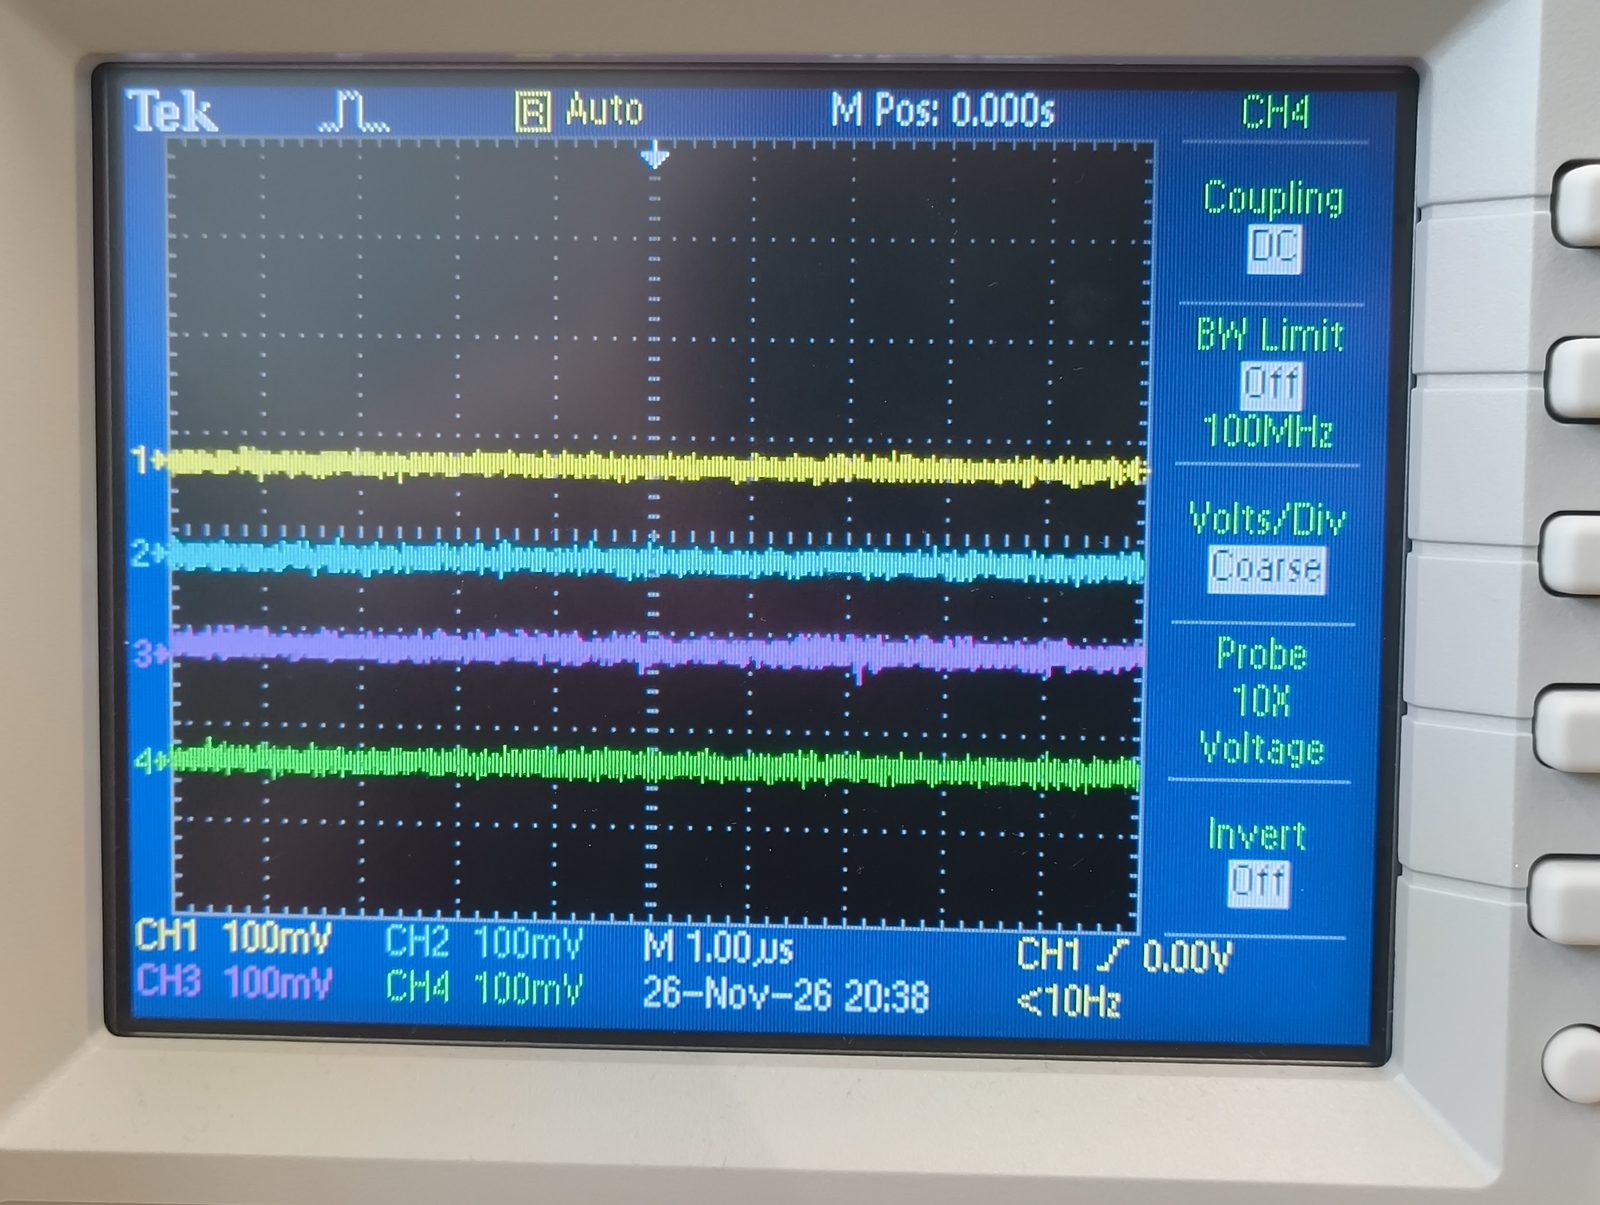 Tek R Auto M Pos: 0.000s CH4
Coupling
DC
BW Limit
Off
100MHz
1
2
Volts/Div
Coarse
3
Probe
10X
Voltage
4
Invert
Off
CH1 100mV CH2 100mV M 1.00µs CH1 0.00V
CH3 100mV CH4 100mV 26-Nov-26 20:38 <10Hz